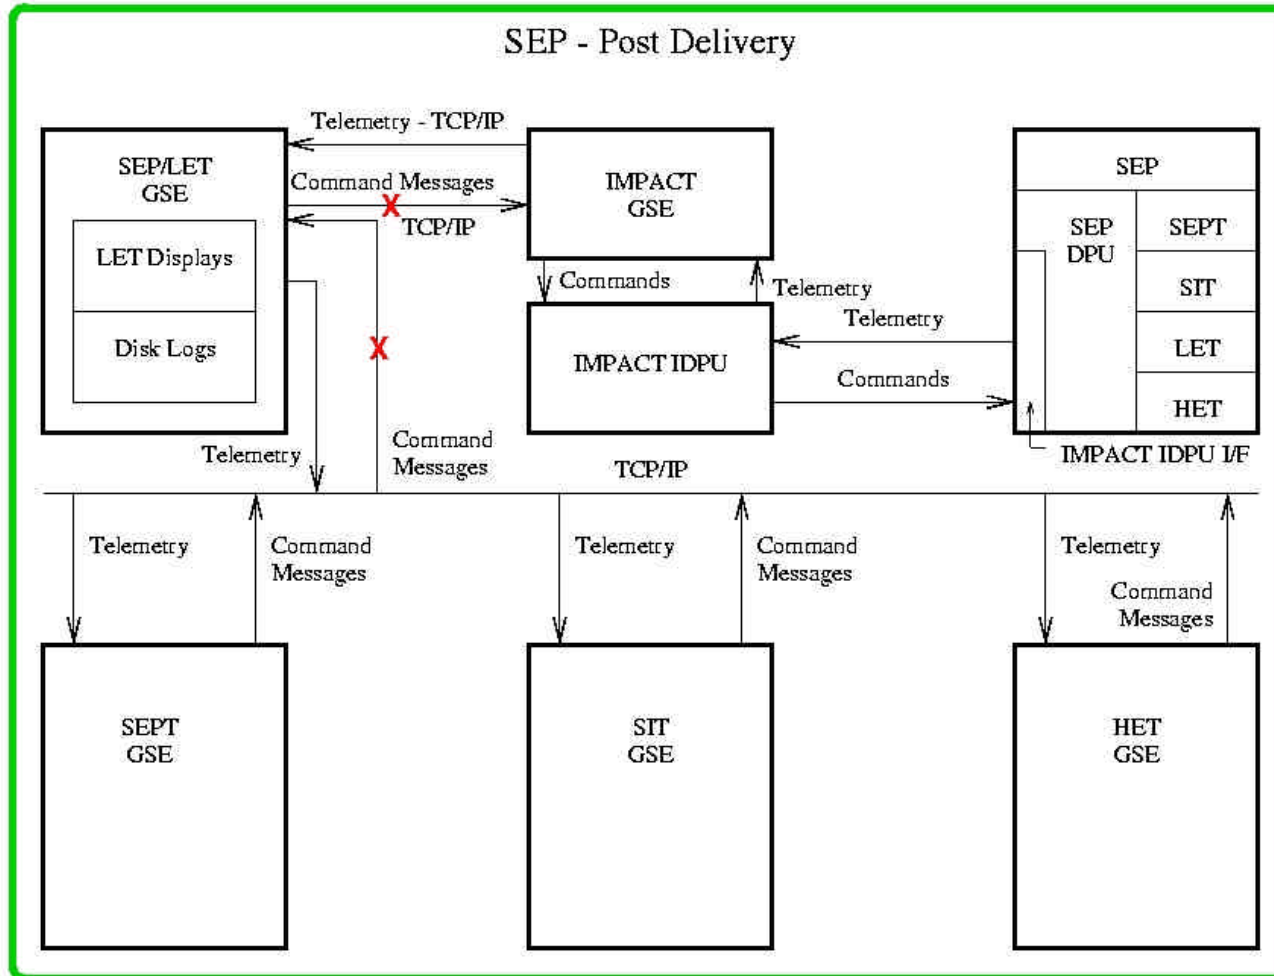 SEP - Post Delivery
Telemetry - TCP/IP
SEP/LET
GSE
Command Messages
X
TCP/IP
LET Displays
Disk Logs
IMPACT
GSE
Commands
Telemetry
IMPACT IDPU
Telemetry
Commands
SEP
SEP
DPU
SEPT
SIT
LET
HET
IMPACT IDPU I/F
X
Telemetry
Command
Messages
TCP/IP
Telemetry
Command
Messages
Telemetry
Command
Messages
Telemetry
Command
Messages
SEPT
GSE
SIT
GSE
HET
GSE